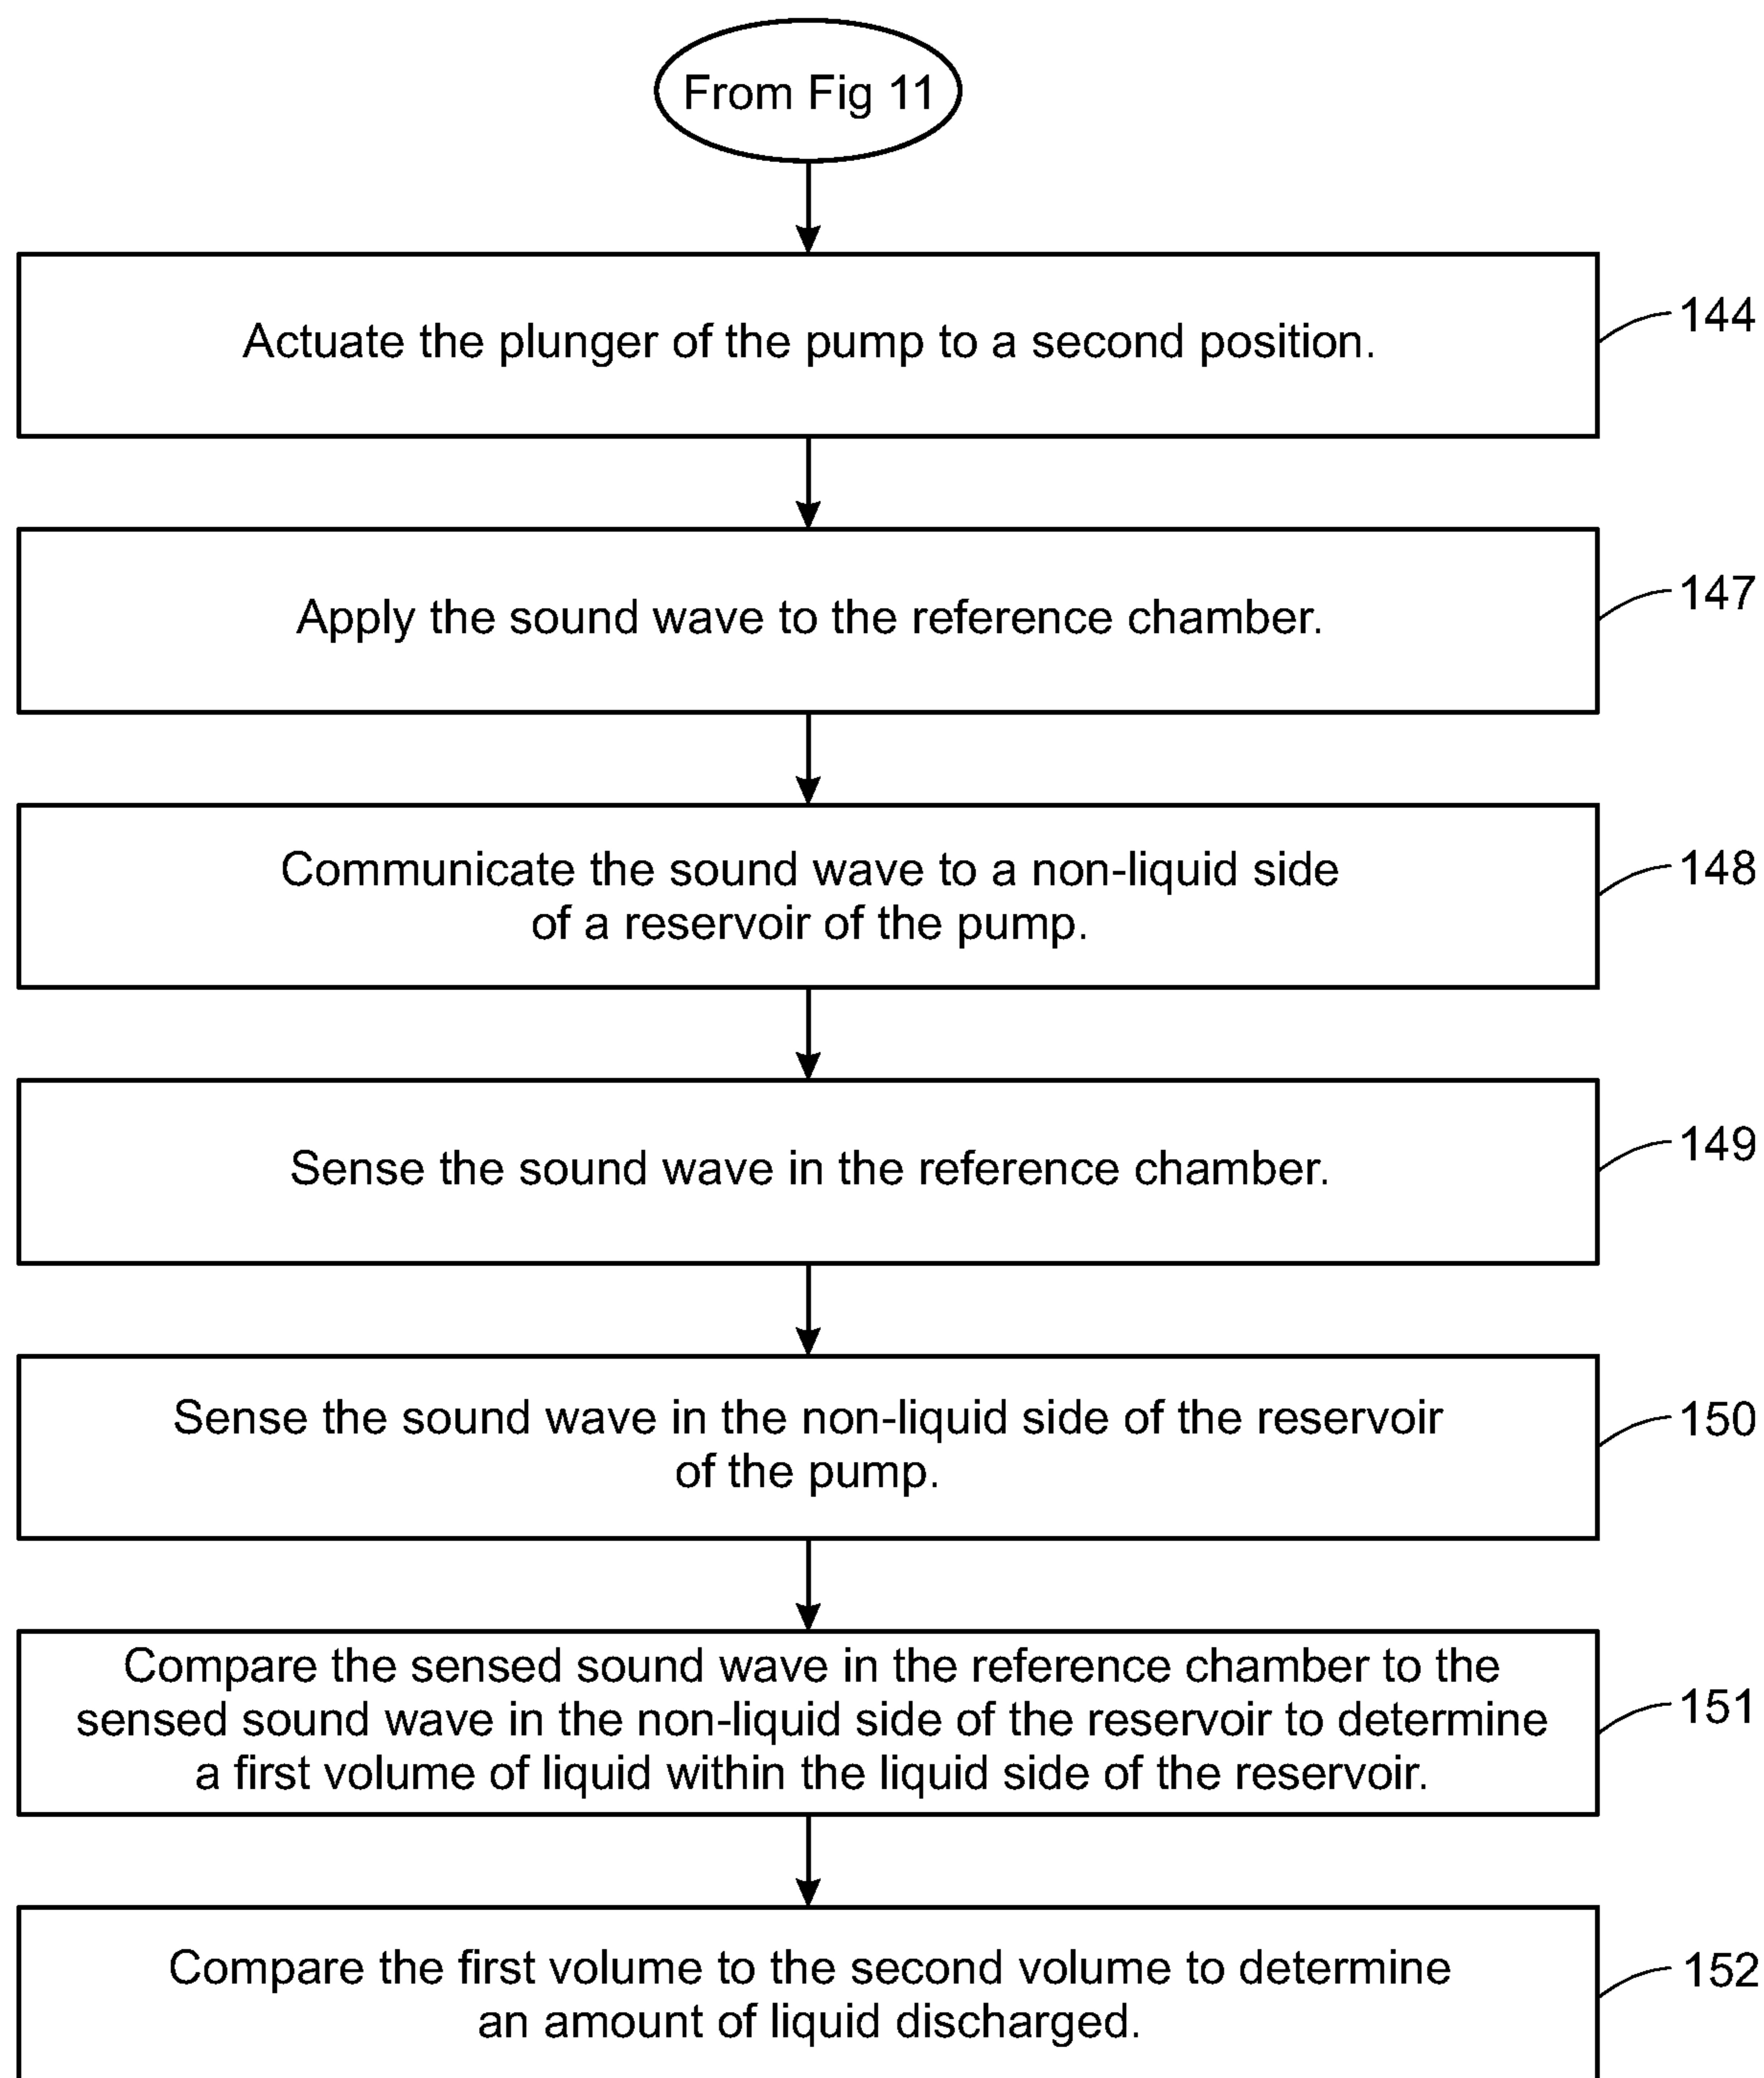 From Fig 11
Actuate the plunger of the pump to a second position.
144
Apply the sound wave to the reference chamber.
147
Communicate the sound wave to a non-liquid side
of a reservoir of the pump.
148
Sense the sound wave in the reference chamber.
149
Sense the sound wave in the non-liquid side of the reservoir
of the pump.
150
Compare the sensed sound wave in the reference chamber to the
sensed sound wave in the non-liquid side of the reservoir to determine
a first volume of liquid within the liquid side of the reservoir.
151
Compare the first volume to the second volume to determine
an amount of liquid discharged.
152